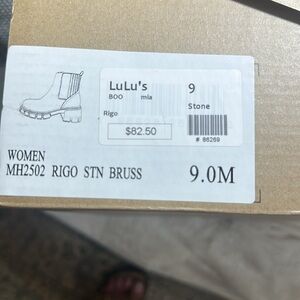 LuLu's 9
BOO mia
Stone
Rigo
$82.50
# 86269
WOMEN
MH2502 RIGO STN BRUSS
9.0M